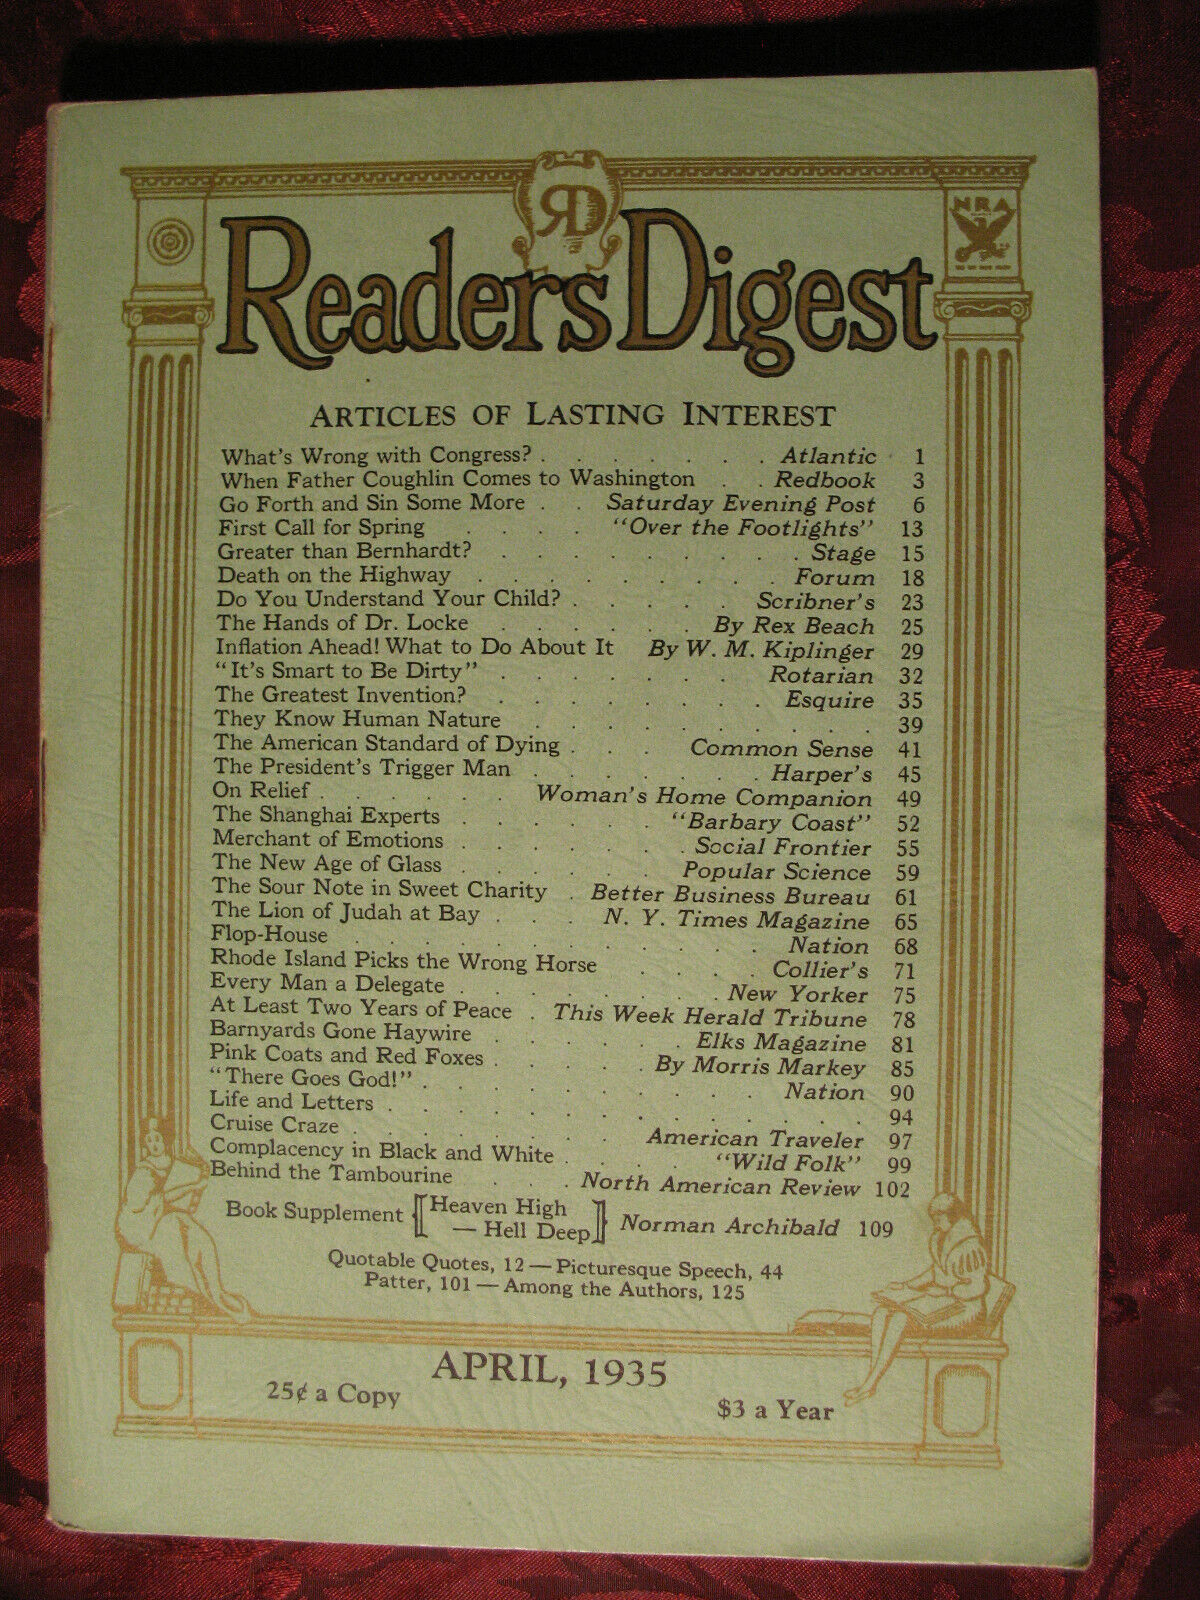 RD
NRA
Readers Digest
ARTICLES OF LASTING INTEREST
What's Wrong with Congress? . . . . . . . Atlantic 1
When Father Coughlin Comes to Washington . . Redbook 3
Go Forth and Sin Some More . . Saturday Evening Post 6
First Call for Spring . . . . "Over the Footlights" 13
Greater than Bernhardt? . . . . . . . . . . Stage 15
Death on the Highway . . . . . . . . . Forum 18
Do You Understand Your Child? . . . . . Scribner's 23
The Hands of Dr. Locke . . . . . . By Rex Beach 25
Inflation Ahead! What to Do About It By W. M. Kiplinger 29
"It's Smart to Be Dirty" . . . . . . . Rotarian 32
The Greatest Invention? . . . . . . . . Esquire 35
They Know Human Nature . . . . . . . . . . 39
The American Standard of Dying . . . Common Sense 41
The President's Trigger Man . . . . . . . Harper's 45
On Relief . . . . . . Woman's Home Companion 49
The Shanghai Experts . . . . . . "Barbary Coast" 52
Merchant of Emotions . . . . . . . Social Frontier 55
The New Age of Glass . . . . . . Popular Science 59
The Sour Note in Sweet Charity . Better Business Bureau 61
The Lion of Judah at Bay . . . N. Y. Times Magazine 65
Flop-House . . . . . . . . . . . . Nation 68
Rhode Island Picks the Wrong Horse . . . . Collier's 71
Every Man a Delegate . . . . . . . . New Yorker 75
At Least Two Years of Peace . This Week Herald Tribune 78
Barnyards Gone Haywire . . . . . . Elks Magazine 81
Pink Coats and Red Foxes . . . . . By Morris Markey 85
"There Goes God!" . . . . . . . . . . Nation 90
Life and Letters . . . . . . . . . . . . . . 94
Cruise Craze . . . . . . . . American Traveler 97
Complacency in Black and White . . . . "Wild Folk" 99
Behind the Tambourine . . . North American Review 102
Book Supplement {[Heaven High
— Hell Deep]} Norman Archibald 109
Quotable Quotes, 12 — Picturesque Speech, 44
Patter, 101 — Among the Authors, 125
APRIL, 1935
25¢ a Copy
$3 a Year